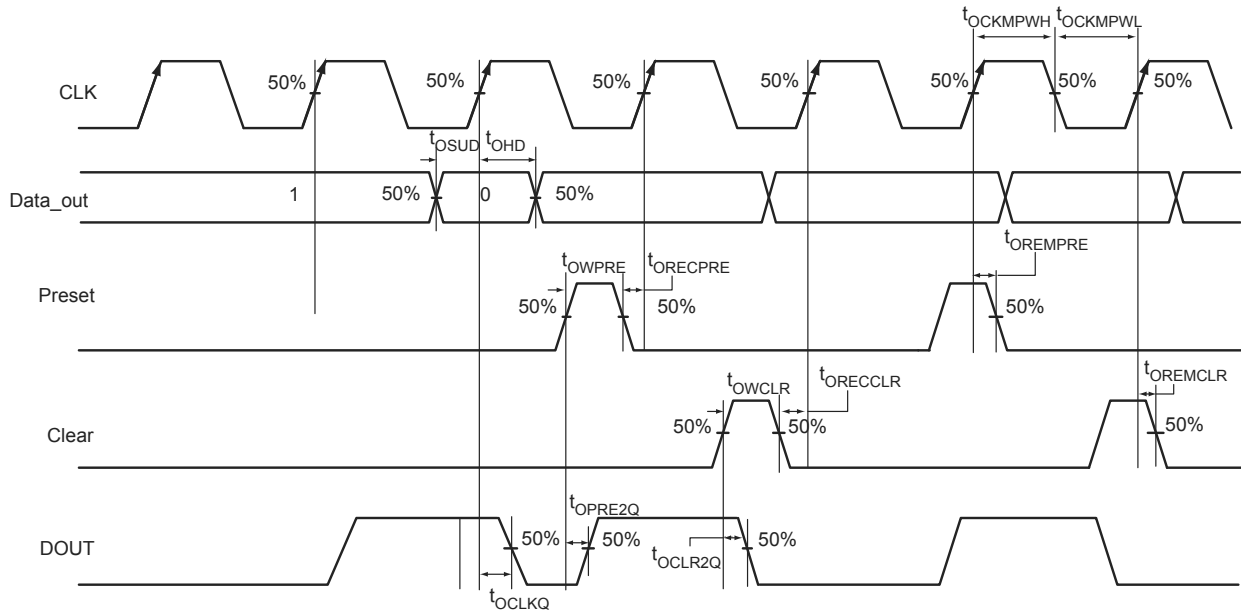 tOCKMPWH tOCKMPWL
CLK 50% 50% 50% 50% 50% 50% 50%
tOSUD tOHD
Data_out 1 50% 0 50%
tOWPRE tORECPRE tOREMPRE
Preset 50% 50% 50%
tOWCLR tORECCLR tOREMCLR
Clear 50% 50% 50%
tOPRE2Q
DOUT 50% 50% 50%
tOCLR2Q
tOCLKQ